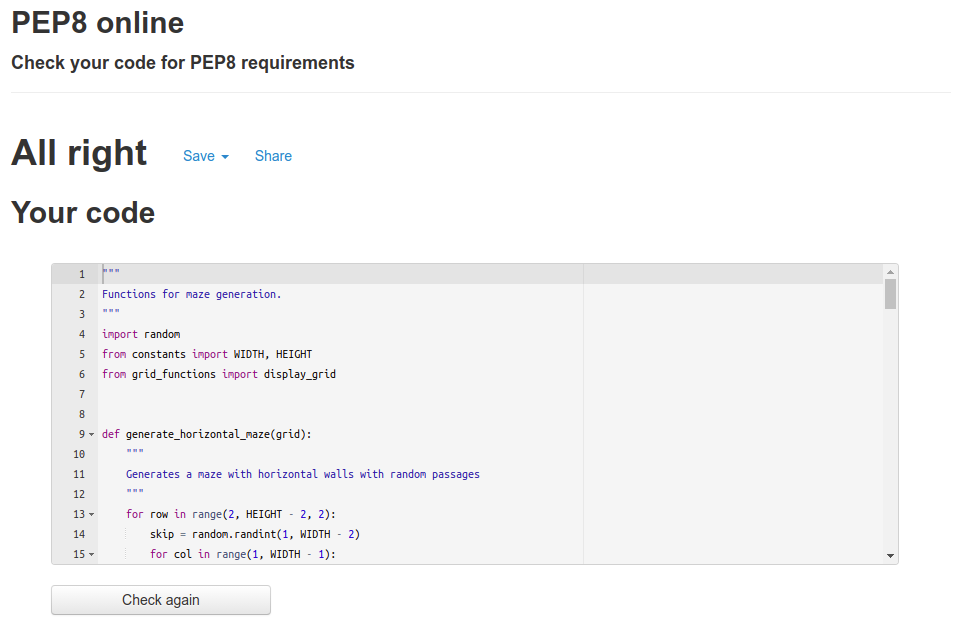 PEP8 online
Check your code for PEP8 requirements
All right Save Share
Your code
1 """
2 Functions for maze generation.
3 """
4 import random
5 from constants import WIDTH, HEIGHT
6 from grid_functions import display_grid
7
8
9 def generate_horizontal_maze(grid):
10 """
11 Generates a maze with horizontal walls with random passages
12 """
13 for row in range(2, HEIGHT - 2, 2):
14 skip = random.randint(1, WIDTH - 2)
15 for col in range(1, WIDTH - 1):
Check again